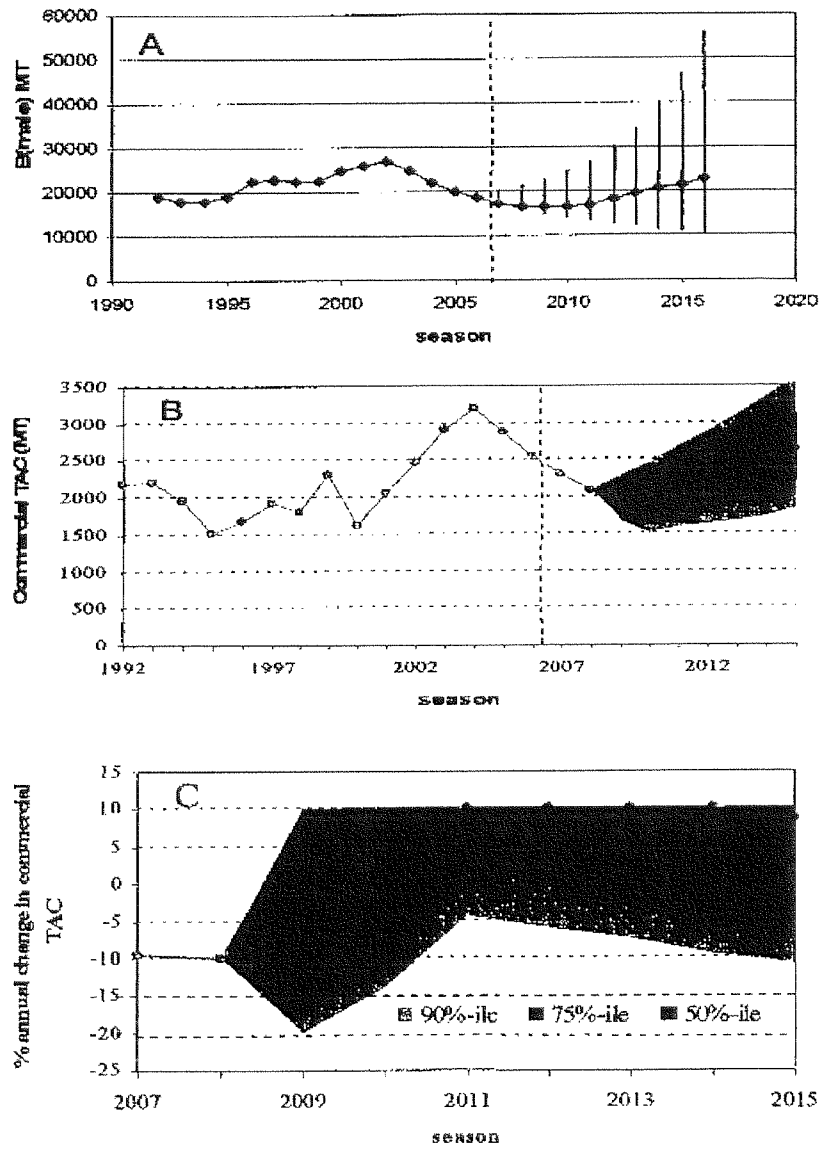 A
60000
50000
40000
30000
20000
10000
0
B(male) MT
1990 1995 2000 2005 2010 2015 2020
season
B
3500
3000
2500
2000
1500
1000
500
0
Commercial TAC (MT)
1992 1997 2002 2007 2012
season
C
15
10
5
0
-5
-10
-15
-20
-25
% annual change in commercial
TAC
90%-ile 75%-ile 50%-ile
2007 2009 2011 2013 2015
season